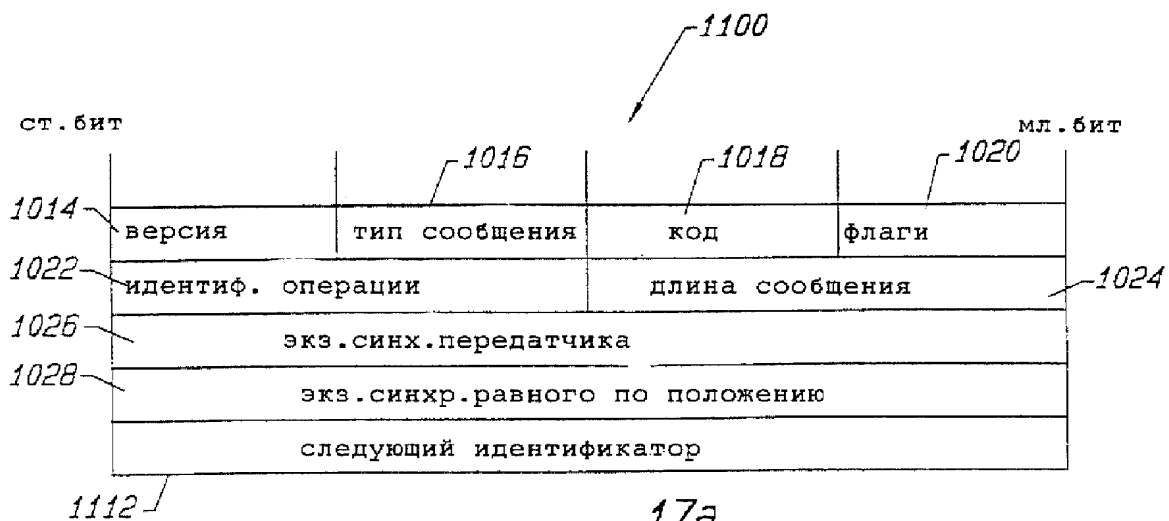 1100
ст.бит мл.бит
1016 1018 1020
1014 версия тип сообщения код флаги
1022 идентиф. операции длина сообщения 1024
1026 экз.синх.передатчика
1028 экз.синхр.равного по положению
следующий идентификатор
1112 17a